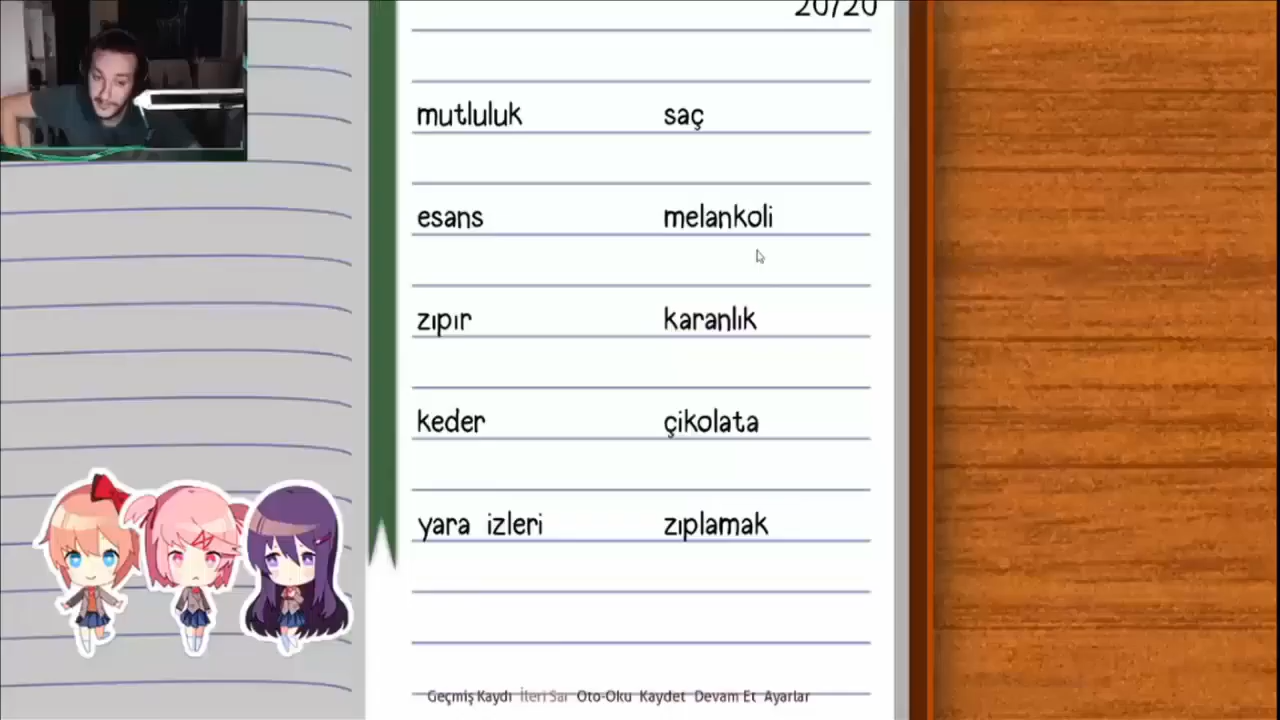 20/20
mutluluk saç
esans melankoli
zıpır karanlık
keder çikolata
yara izleri zıplamak
Geçmiş Kaydı İleri Sar Oto-Oku Kaydet Devam Et Ayarlar